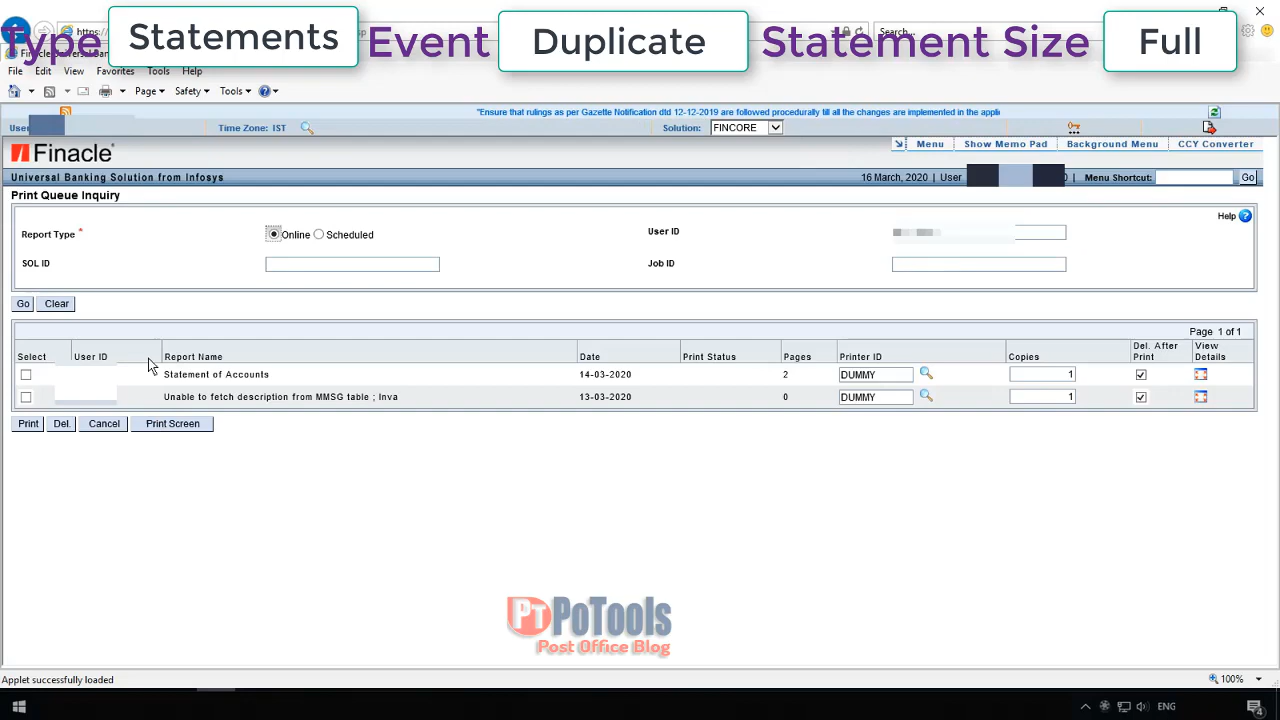 Type Statements Event Duplicate Statement Size Full
https://
Search...
File Edit View Favorites Tools Help
Page Safety Tools
"Ensure that rulings as per Gazette Notification dtd 12-12-2019 are followed procedurally till all the changes are implemented in the applic
User Time Zone: IST Solution: FINCORE
Finacle
Menu Show Memo Pad Background Menu CCY Converter
Universal Banking Solution from Infosys 16 March, 2020 | User | Menu Shortcut: Go
Print Queue Inquiry
Help ?
Report Type * Online Scheduled User ID
SOL ID Job ID
Go Clear
Page 1 of 1
Select User ID Report Name Date Print Status Pages Printer ID Copies Del. After Print View Details
Statement of Accounts 14-03-2020 2 DUMMY 1
Unable to fetch description from MMSG table ; Inva 13-03-2020 0 DUMMY 1
Print Del. Cancel Print Screen
PT PoTools
Post Office Blog
Applet successfully loaded 100%
ENG 4